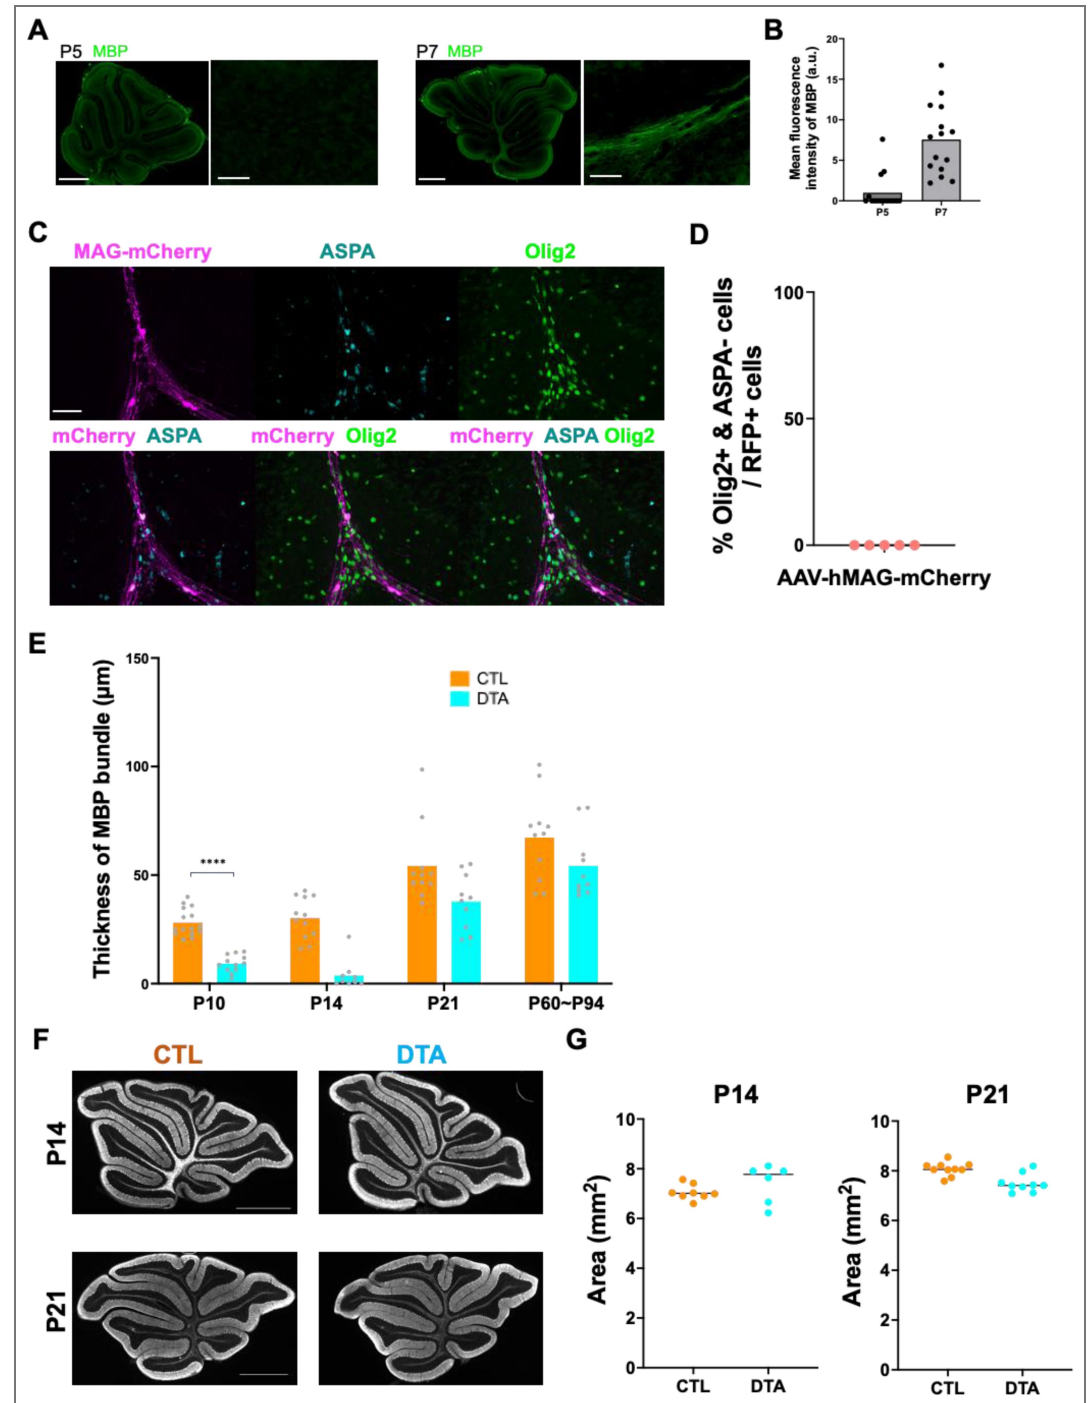 A
P5 MBP
P7 MBP
B
Mean fluorescence
intensity of MBP (a.u.)
20
15
10
5
0
P5
P7
C
MAG-mCherry
ASPA
Olig2
mCherry ASPA
mCherry Olig2
mCherry ASPA Olig2
D
% Olig2+ & ASPA- cells
/ RFP+ cells
100
50
0
AAV-hMAG-mCherry
E
Thickness of MBP bundle (µm)
150
100
50
0
CTL
DTA
****
P10
P14
P21
P60~P94
F
CTL
DTA
P14
P21
G
P14
Area (mm²)
10
8
6
4
2
0
CTL
DTA
P21
Area (mm²)
10
8
6
4
2
0
CTL
DTA